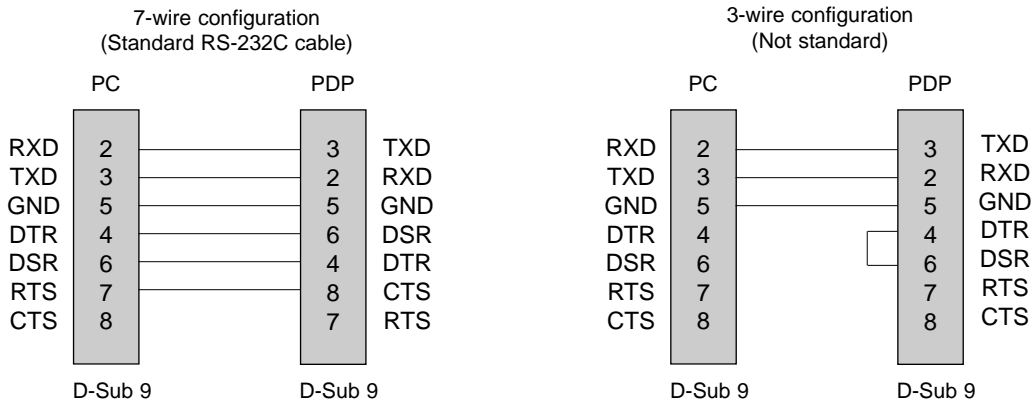 7-wire configuration
(Standard RS-232C cable)
PC PDP
RXD 2 3 TXD
TXD 3 2 RXD
GND 5 5 GND
DTR 4 6 DSR
DSR 6 4 DTR
RTS 7 8 CTS
CTS 8 7 RTS
D-Sub 9 D-Sub 9
3-wire configuration
(Not standard)
PC PDP
RXD 2 3 TXD
TXD 3 2 RXD
GND 5 5 GND
DTR 4 4 DTR
DSR 6 6 DSR
RTS 7 7 RTS
CTS 8 8 CTS
D-Sub 9 D-Sub 9